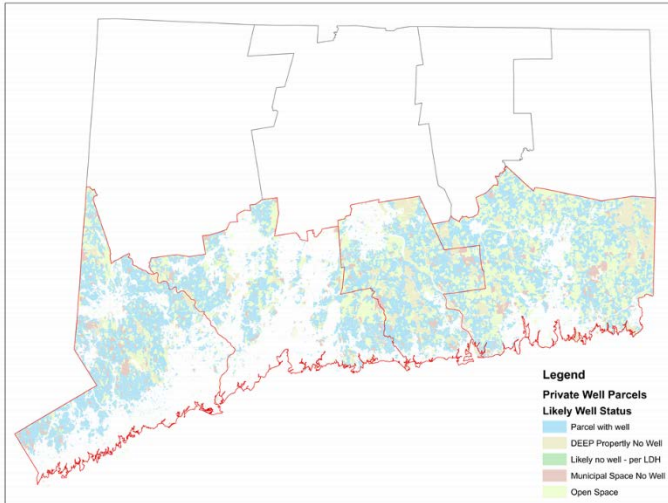 Legend
Private Well Parcels
Likely Well Status
Parcel with well
DEEP Propertly No Well
Likely no well - per LDH
Municipal Space No Well
Open Space